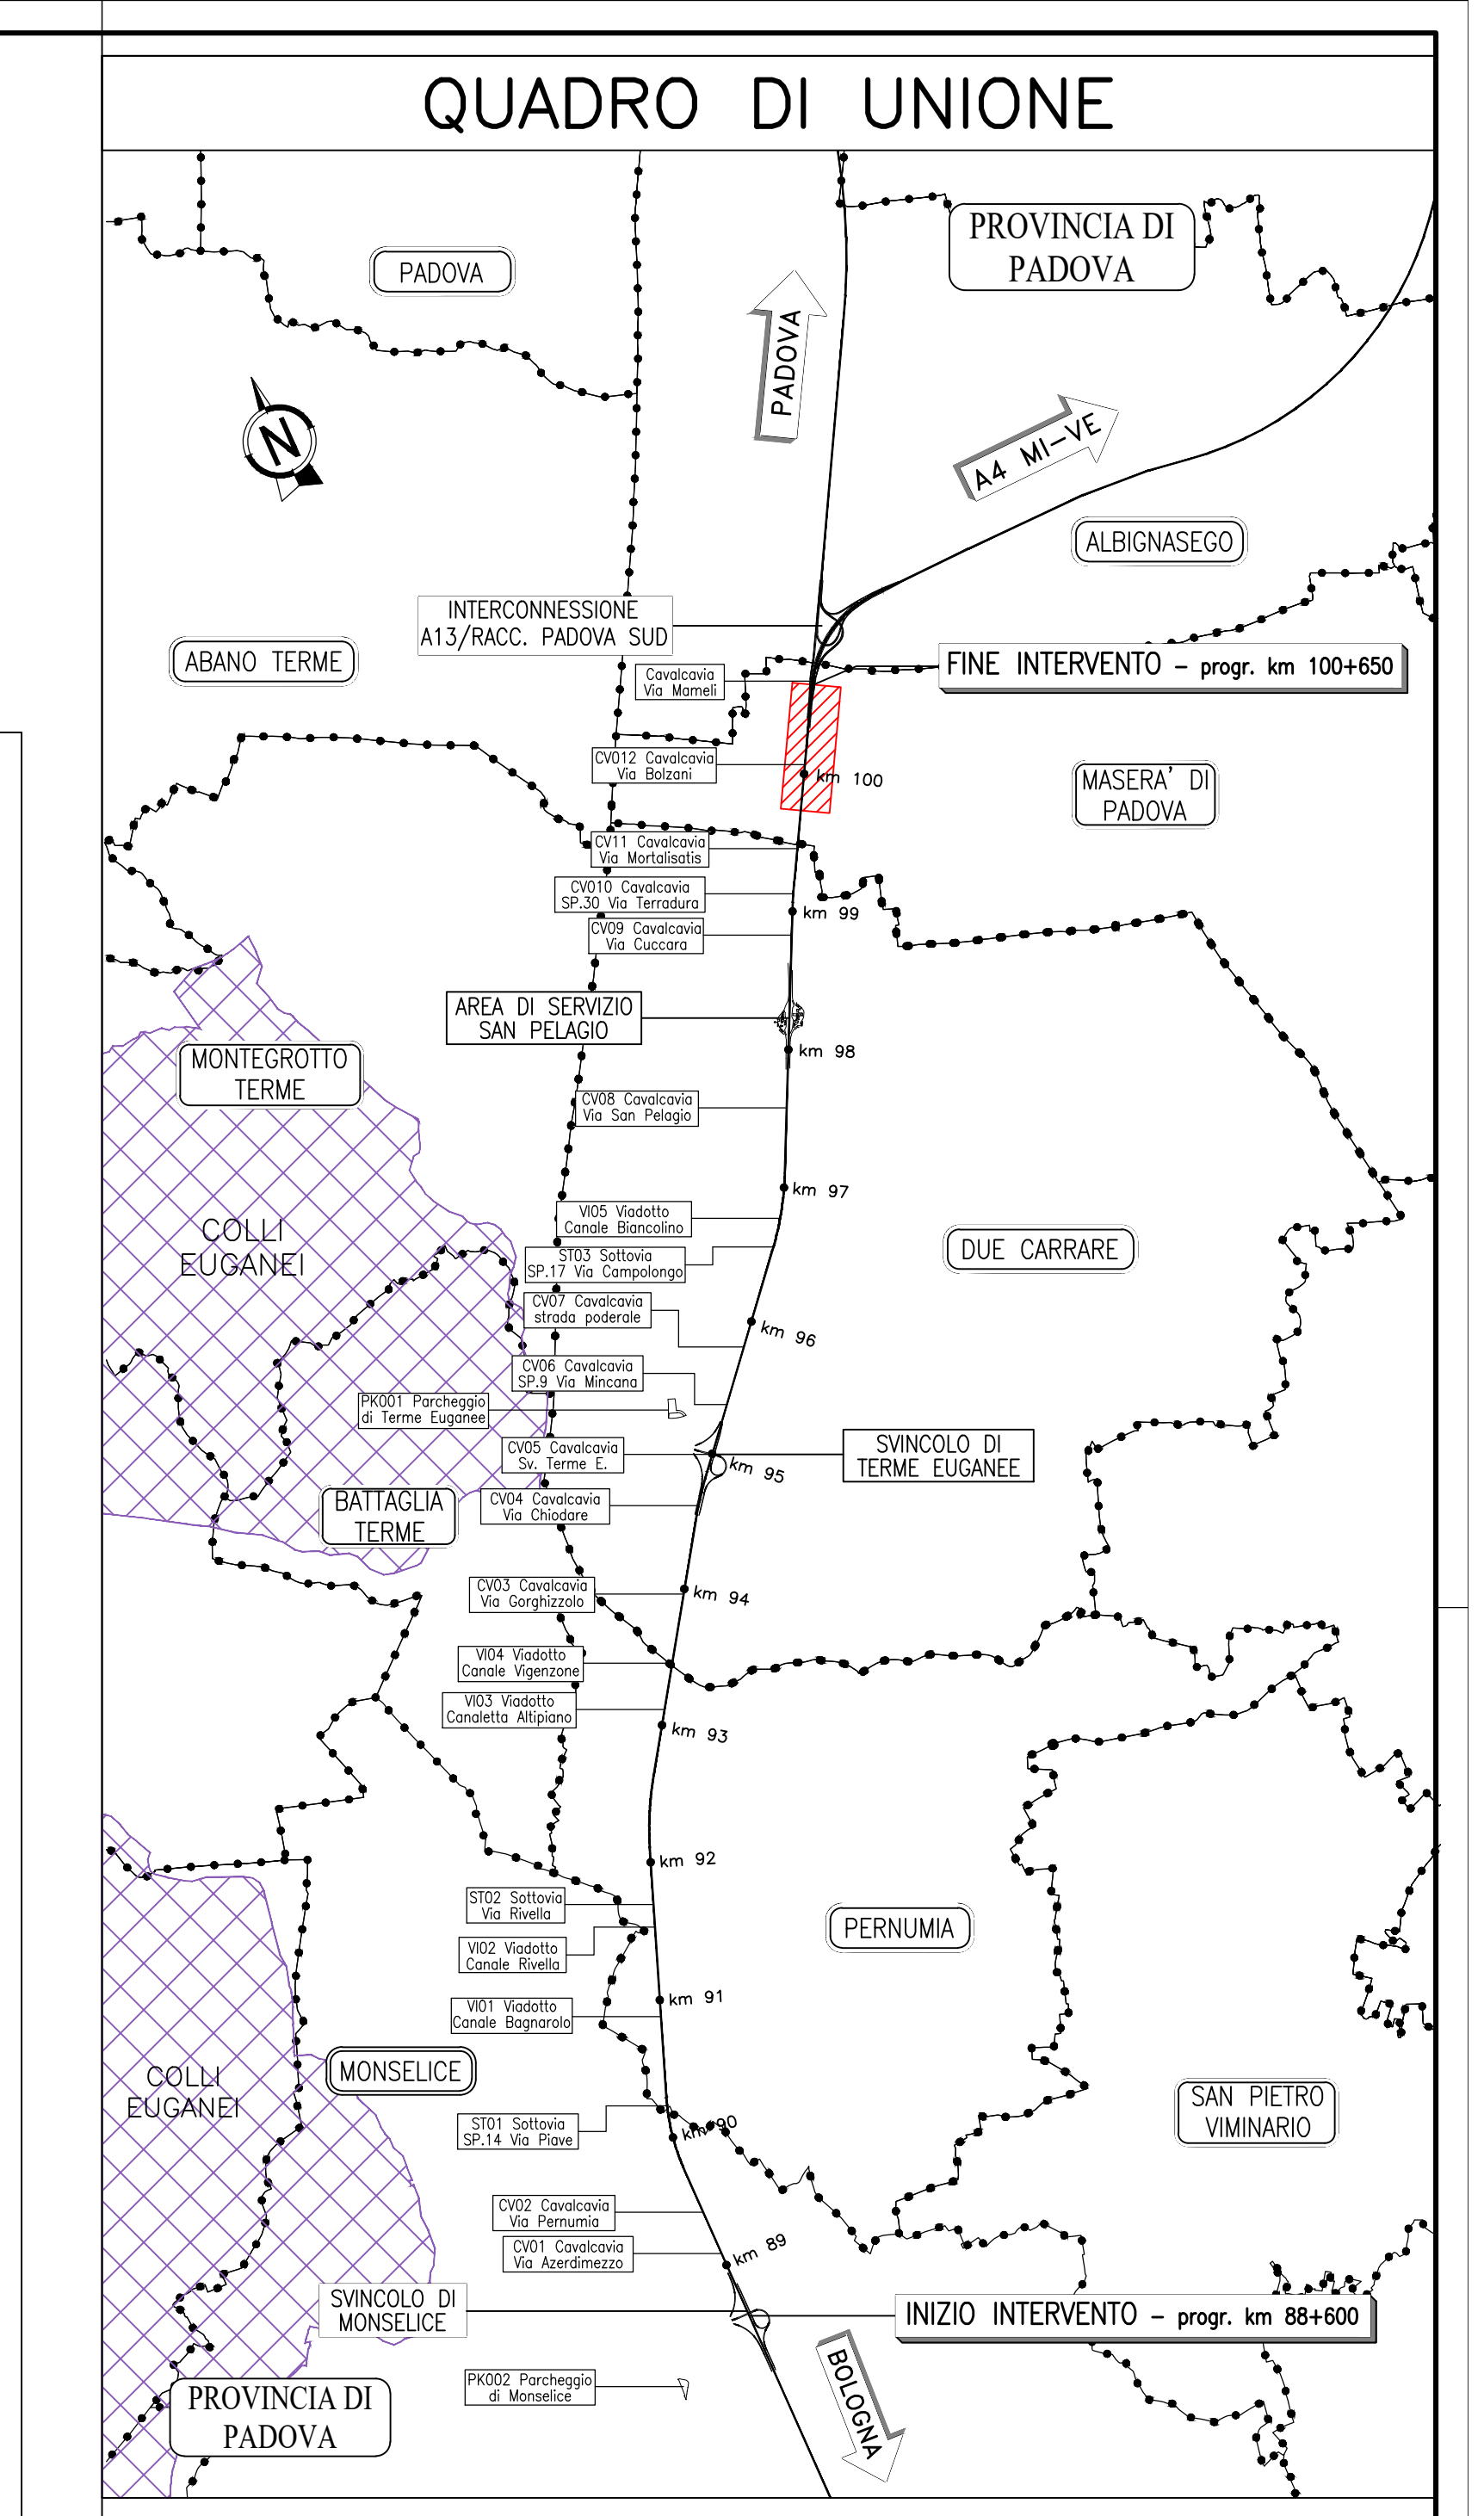 QUADRO DI UNIONE
PROVINCIA DI
PADOVA
PADOVA
PADOVA
N
A4 MI-VE
ALBIGNASEGO
INTERCONNESSIONE
A13/RACC. PADOVA SUD
ABANO TERME
FINE INTERVENTO - progr. km 100+650
Cavalcavia
Via Mameli
CV012 Cavalcavia
Via Bolzani
km 100
MASERA' DI
PADOVA
CV11 Cavalcavia
Via Mortalisatis
CV010 Cavalcavia
SP.30 Via Terradura
km 99
CV09 Cavalcavia
Via Cuccara
AREA DI SERVIZIO
SAN PELAGIO
km 98
MONTEGROTTO
TERME
CV08 Cavalcavia
Via San Pelagio
km 97
VI05 Viadotto
Canale Biancolino
COLLI
EUGANEI
DUE CARRARE
ST03 Sottovia
SP.17 Via Campolongo
CV07 Cavalcavia
strada poderale
km 96
CV06 Cavalcavia
SP.9 Via Mincana
PK001 Parcheggio
di Terme Euganee
CV05 Cavalcavia
Sv. Terme E.
km 95
SVINCOLO DI
TERME EUGANEE
BATTAGLIA
TERME
CV04 Cavalcavia
Via Chiodare
CV03 Cavalcavia
Via Gorghizzolo
km 94
VI04 Viadotto
Canale Vigenzone
VI03 Viadotto
Canaletta Altipiano
km 93
km 92
ST02 Sottovia
Via Rivella
PERNUMIA
VI02 Viadotto
Canale Rivella
km 91
VI01 Viadotto
Canale Bagnarolo
MONSELICE
COLLI
EUGANEI
SAN PIETRO
VIMINARIO
ST01 Sottovia
SP.14 Via Piave
km 90
CV02 Cavalcavia
Via Pernumia
CV01 Cavalcavia
Via Azerdimezzo
km 89
SVINCOLO DI
MONSELICE
INIZIO INTERVENTO - progr. km 88+600
BOLOGNA
PK002 Parcheggio
di Monselice
PROVINCIA DI
PADOVA